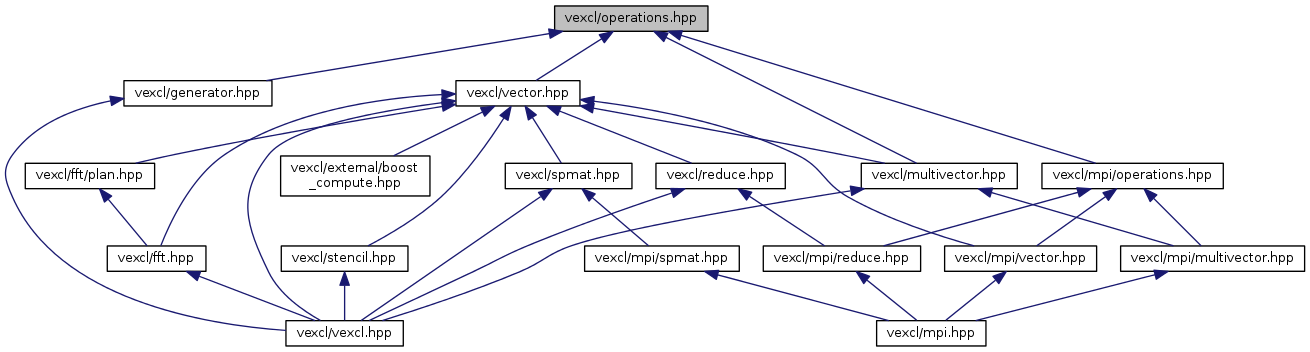 vexcl/operations.hpp
vexcl/generator.hpp
vexcl/vector.hpp
vexcl/fft/plan.hpp
vexcl/external/boost
_compute.hpp
vexcl/spmat.hpp
vexcl/reduce.hpp
vexcl/multivector.hpp
vexcl/mpi/operations.hpp
vexcl/fft.hpp
vexcl/stencil.hpp
vexcl/mpi/spmat.hpp
vexcl/mpi/reduce.hpp
vexcl/mpi/vector.hpp
vexcl/mpi/multivector.hpp
vexcl/vexcl.hpp
vexcl/mpi.hpp